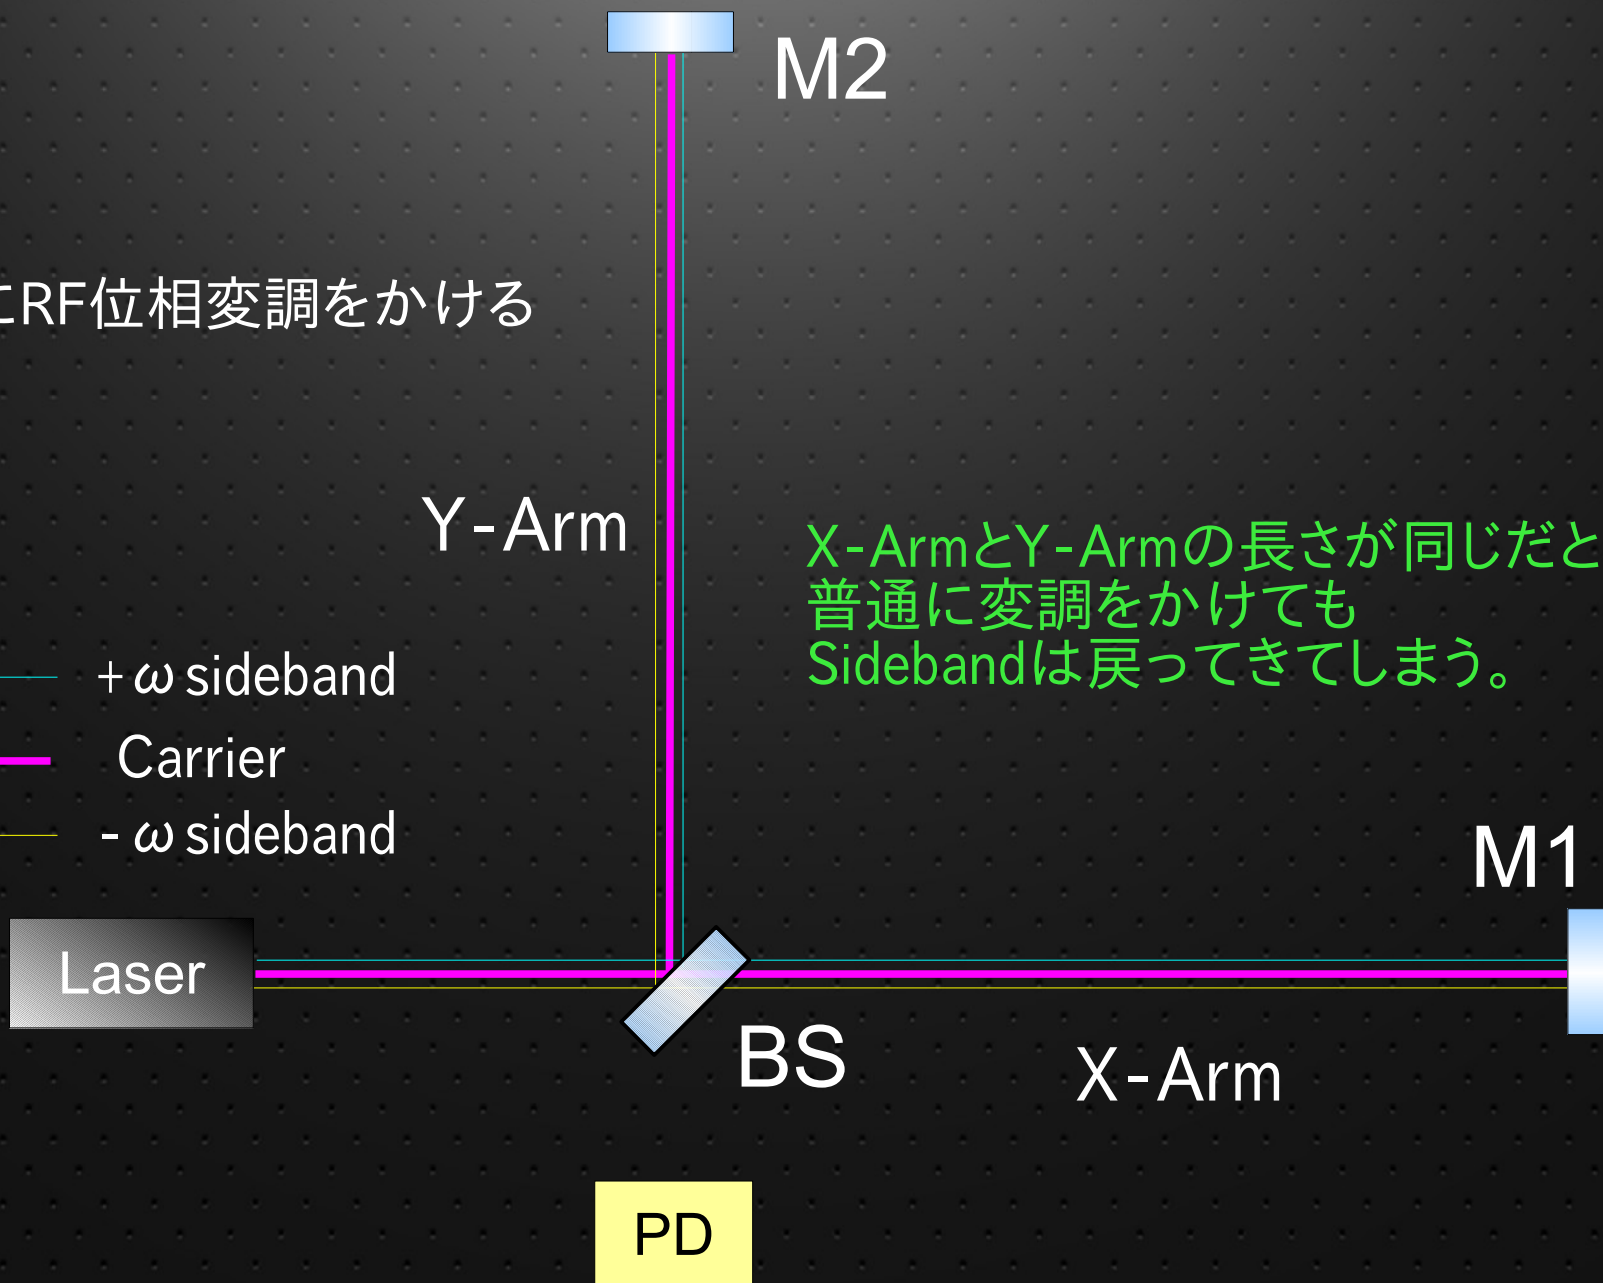 M2
にRF位相変調をかける
Y-Arm
X-ArmとY-Armの長さが同じだと
普通に変調をかけても
Sidebandは戻ってきてしまう。
+ω sideband
Carrier
-ω sideband
M1
Laser
BS
X-Arm
PD